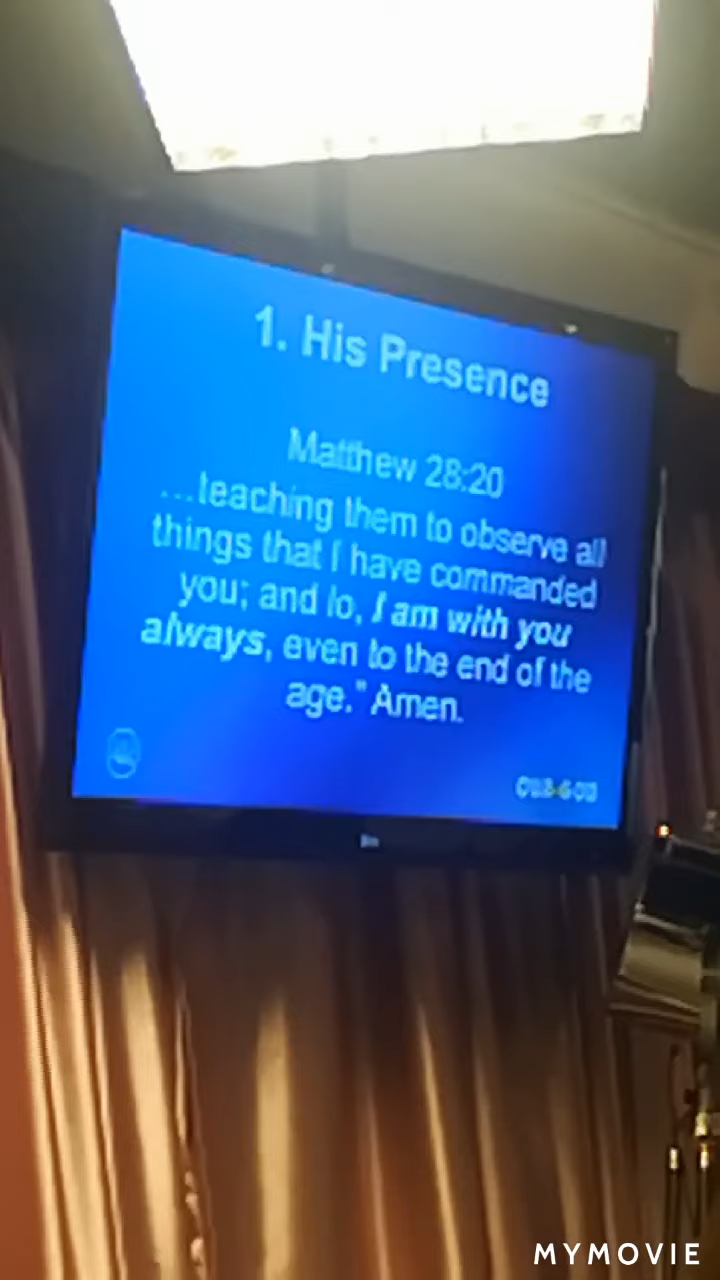 1. His Presence
Matthew 28:20
...teaching them to observe all
things that I have commanded
you; and lo, I am with you
always, even to the end of the
age." Amen.
MYMOVIE